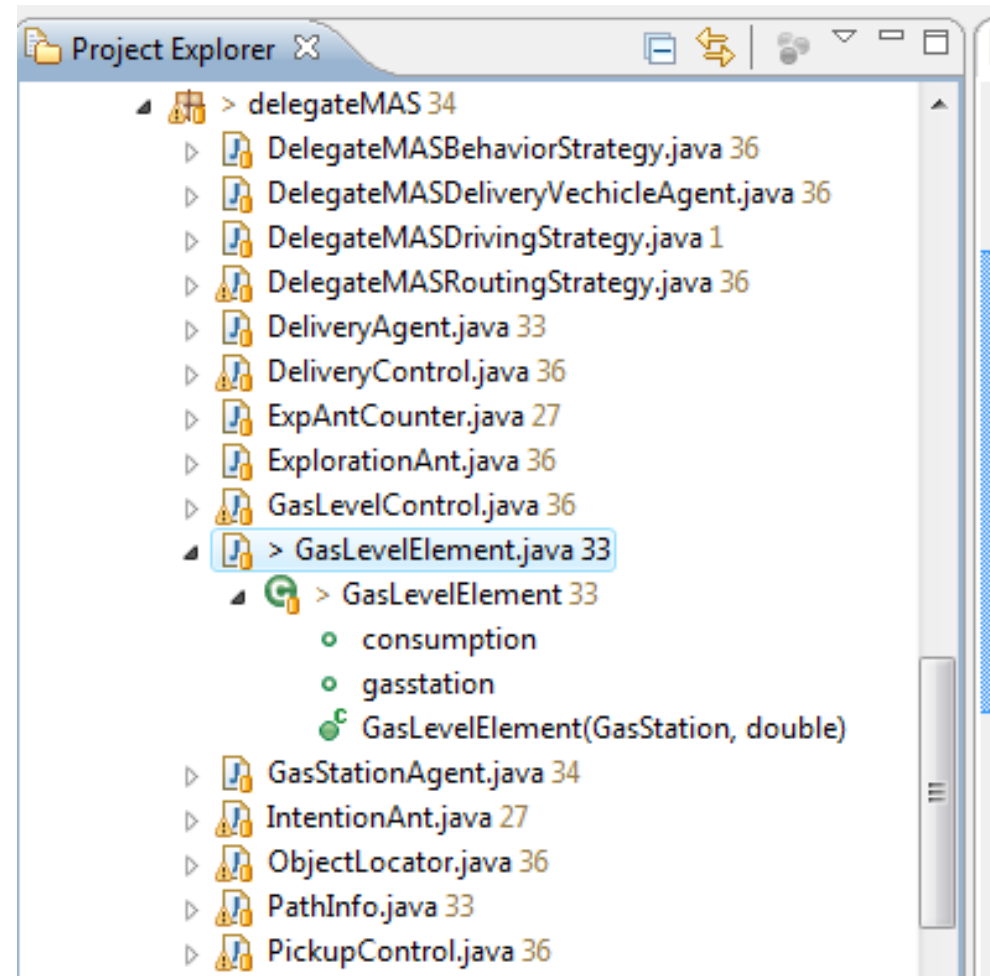 Project Explorer
> delegateMAS 34
DelegateMASBehaviorStrategy.java 36
DelegateMASDeliveryVechicleAgent.java 36
DelegateMASDrivingStrategy.java 1
DelegateMASRoutingStrategy.java 36
DeliveryAgent.java 33
DeliveryControl.java 36
ExpAntCounter.java 27
ExplorationAnt.java 36
GasLevelControl.java 36
> GasLevelElement.java 33
> GasLevelElement 33
consumption
gasstation
GasLevelElement(GasStation, double)
GasStationAgent.java 34
IntentionAnt.java 27
ObjectLocator.java 36
PathInfo.java 33
PickupControl.java 36